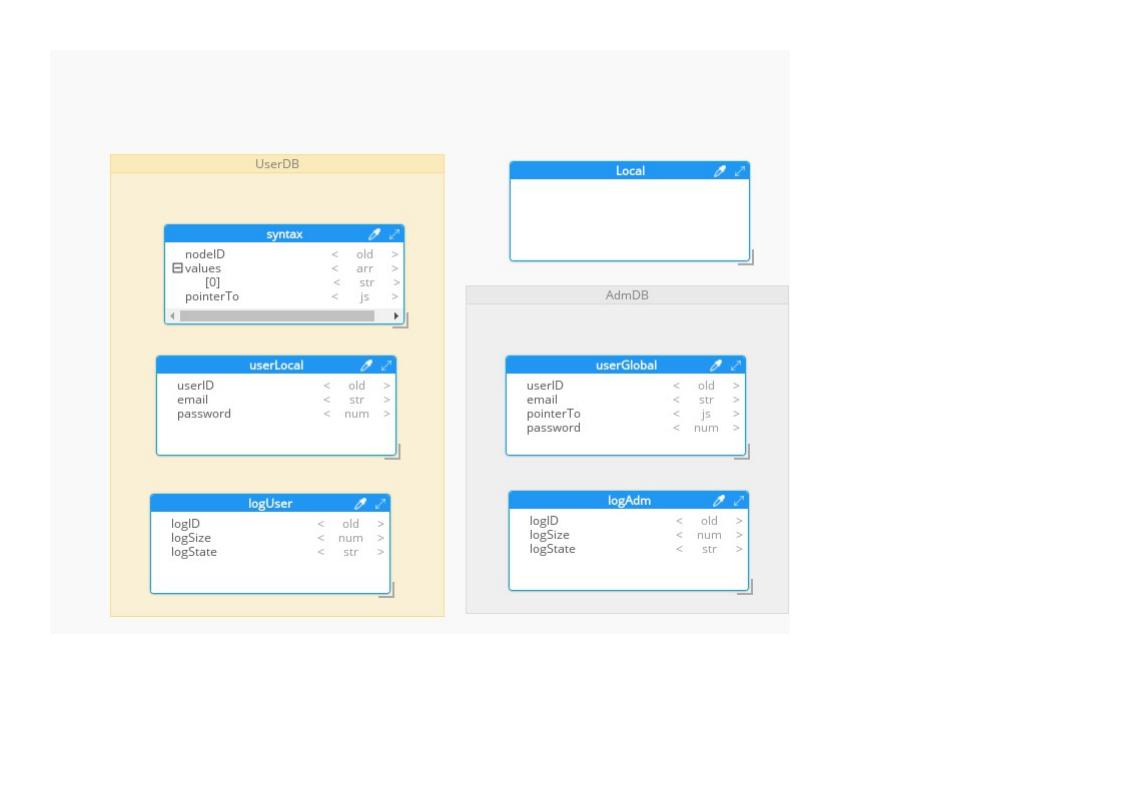 UserDB
syntax
nodeID < old >
values < arr >
[0] < str >
pointerTo < js >
userLocal
userID < old >
email < str >
password < num >
logUser
logID < old >
logSize < num >
logState < str >
Local
AdmDB
userGlobal
userID < old >
email < str >
pointerTo < js >
password < num >
logAdm
logID < old >
logSize < num >
logState < str >